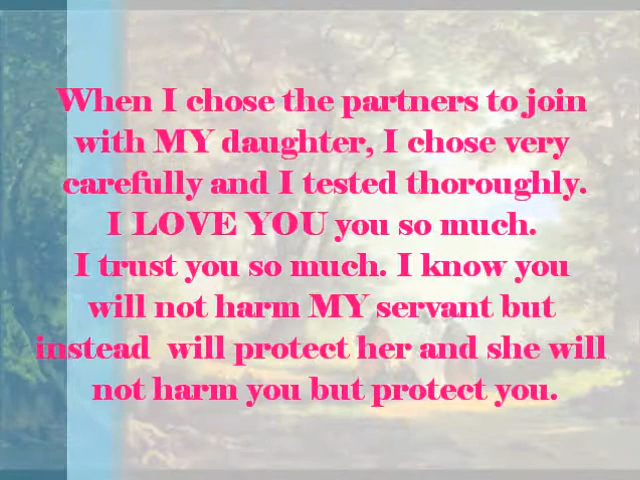 When I chose the partners to join
with MY daughter, I chose very
carefully and I tested thoroughly.
I LOVE YOU you so much.
I trust you so much. I know you
will not harm MY servant but
instead  will protect her and she will
not harm you but protect you.